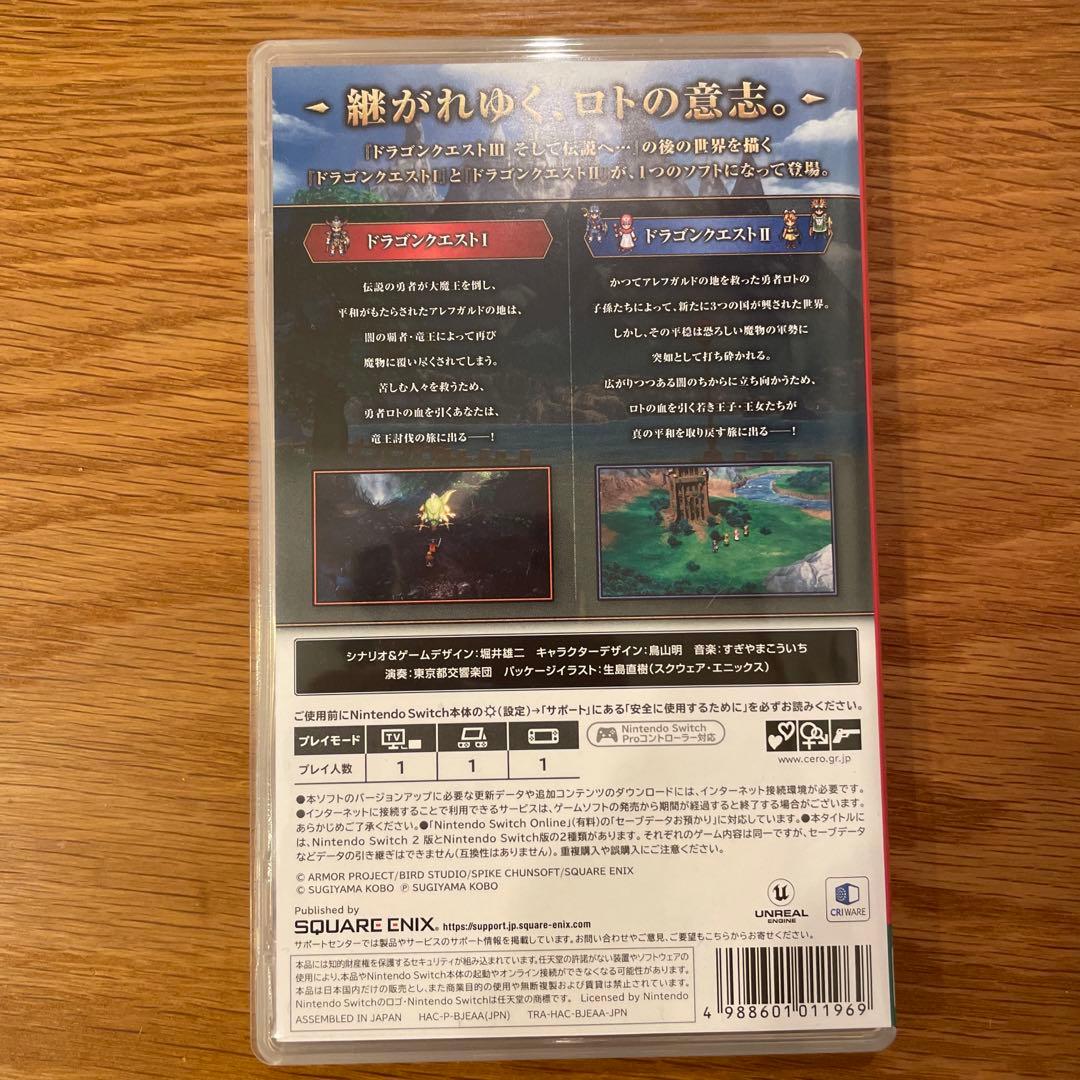 継がれゆく、ロトの意志。
『ドラゴンクエストIII そして伝説へ…』の後の世界を描く
『ドラゴンクエストI』と『ドラゴンクエストII』が、1つのソフトになって登場。
ドラゴンクエストI
伝説の勇者が大魔王を倒し、
平和がもたらされたアレフガルドの地は、
闇の覇者・竜王によって再び
魔物に覆い尽くされてしまう。
苦しむ人々を救うため、
勇者ロトの血を引くあなたは、
竜王討伐の旅に出る――!
ドラゴンクエストII
かつてアレフガルドの地を救った勇者ロトの
子孫たちによって、新たに3つの国が興された世界。
しかし、その平穏は恐ろしい魔物の軍勢に
突如として打ち砕かれる。
広がりつつある闇のちからに立ち向かうため、
ロトの血を引く若き王子・王女たちが
真の平和を取り戻す旅に出る――!
シナリオ&ゲームデザイン:堀井雄二 キャラクターデザイン:鳥山明 音楽:すぎやまこういち
演奏:東京都交響楽団 パッケージイラスト:生島直樹(スクウェア・エニックス)
ご使用前にNintendo Switch本体の(設定)→「サポート」にある「安全に使用するために」を必ずお読みください。
プレイモード TV
プレイ人数 1 1 1
Nintendo Switch
Proコントローラー対応
www.cero.gr.jp
●本ソフトのバージョンアップに必要な更新データや追加コンテンツのダウンロードには、インターネット接続環境が必要です。
●インターネットに接続することで利用できるサービスは、ゲームソフトの発売から期間が経過すると終了する場合がございます。
あらかじめご了承ください。●「Nintendo Switch Online」(有料)の「セーブデータお預かり」に対応しています。●本タイトルに
は、Nintendo Switch 2 版とNintendo Switch版の2種類があります。それぞれのゲーム内容は同一ですが、セーブデータ
などデータの引き継ぎはできません(互換性はありません)。重複購入や誤購入にご注意ください。
© ARMOR PROJECT/BIRD STUDIO/SPIKE CHUNSOFT/SQUARE ENIX
© SUGIYAMA KOBO ℗ SUGIYAMA KOBO
Published by
SQUARE ENIX. https://support.jp.square-enix.com
サポートセンターでは製品やサービスのサポート情報を掲載しています。お問い合わせやご意見、ご要望もこちらからお寄せください。
UNREAL
ENGINE
CRIWARE
本品には知的財産権を保護するセキュリティが組み込まれています。任天堂の許諾がない装置やソフトウェアの
使用により、本品やNintendo Switch本体の起動やオンライン接続ができなくなる可能性があります。
本品は日本国内だけの販売とし、また商業目的の使用や無断複製および賃貸は禁止されています。
Nintendo Switchのロゴ・Nintendo Switchは任天堂の商標です。 Licensed by Nintendo
ASSEMBLED IN JAPAN HAC-P-BJEAA(JPN) TRA-HAC-BJEAA-JPN
4 988601 011969